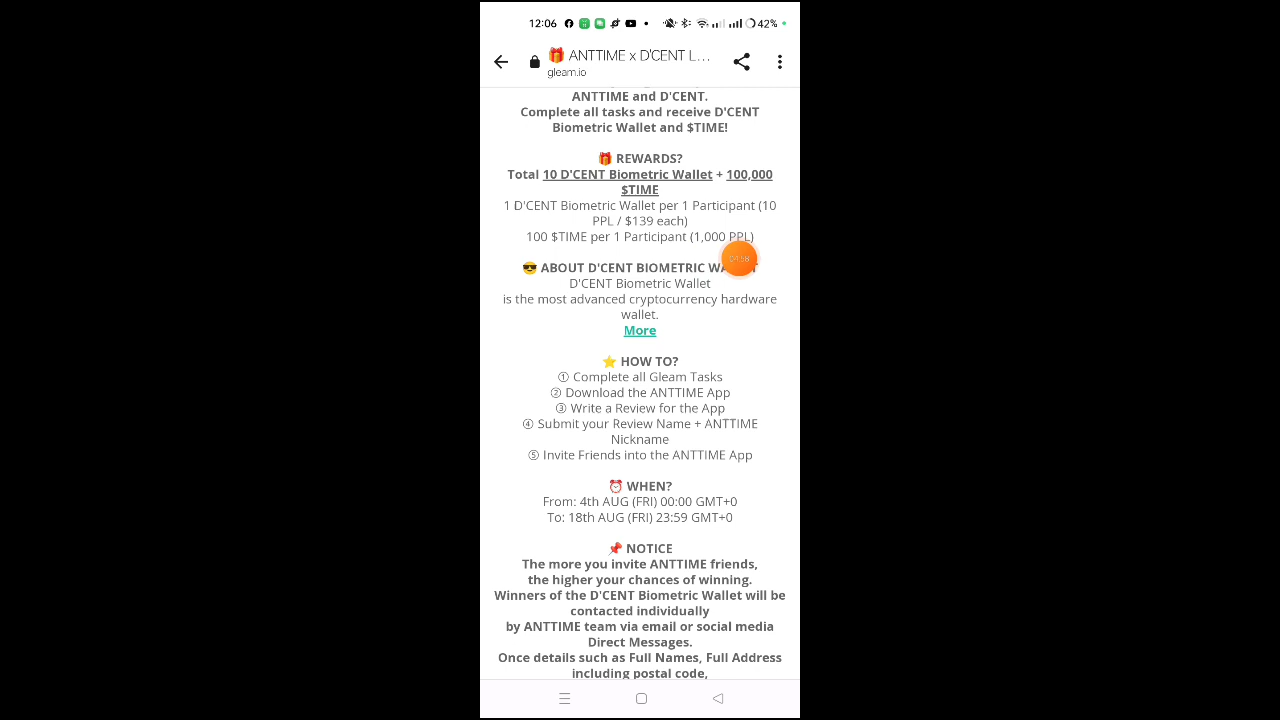 12:06
42%
🎁 ANTTIME x D'CENT L...
gleam.io
ANTTIME and D'CENT.
Complete all tasks and receive D'CENT
Biometric Wallet and $TIME!
🎁 REWARDS?
Total 10 D'CENT Biometric Wallet + 100,000
$TIME
1 D'CENT Biometric Wallet per 1 Participant (10
PPL / $139 each)
100 $TIME per 1 Participant (1,000 PPL)
04:58
😎 ABOUT D'CENT BIOMETRIC
D'CENT Biometric Wallet
is the most advanced cryptocurrency hardware
wallet.
More
⭐ HOW TO?
① Complete all Gleam Tasks
② Download the ANTTIME App
③ Write a Review for the App
④ Submit your Review Name + ANTTIME
Nickname
⑤ Invite Friends into the ANTTIME App
⏰ WHEN?
From: 4th AUG (FRI) 00:00 GMT+0
To: 18th AUG (FRI) 23:59 GMT+0
📌 NOTICE
The more you invite ANTTIME friends,
the higher your chances of winning.
Winners of the D'CENT Biometric Wallet will be
contacted individually
by ANTTIME team via email or social media
Direct Messages.
Once details such as Full Names, Full Address
including postal code,